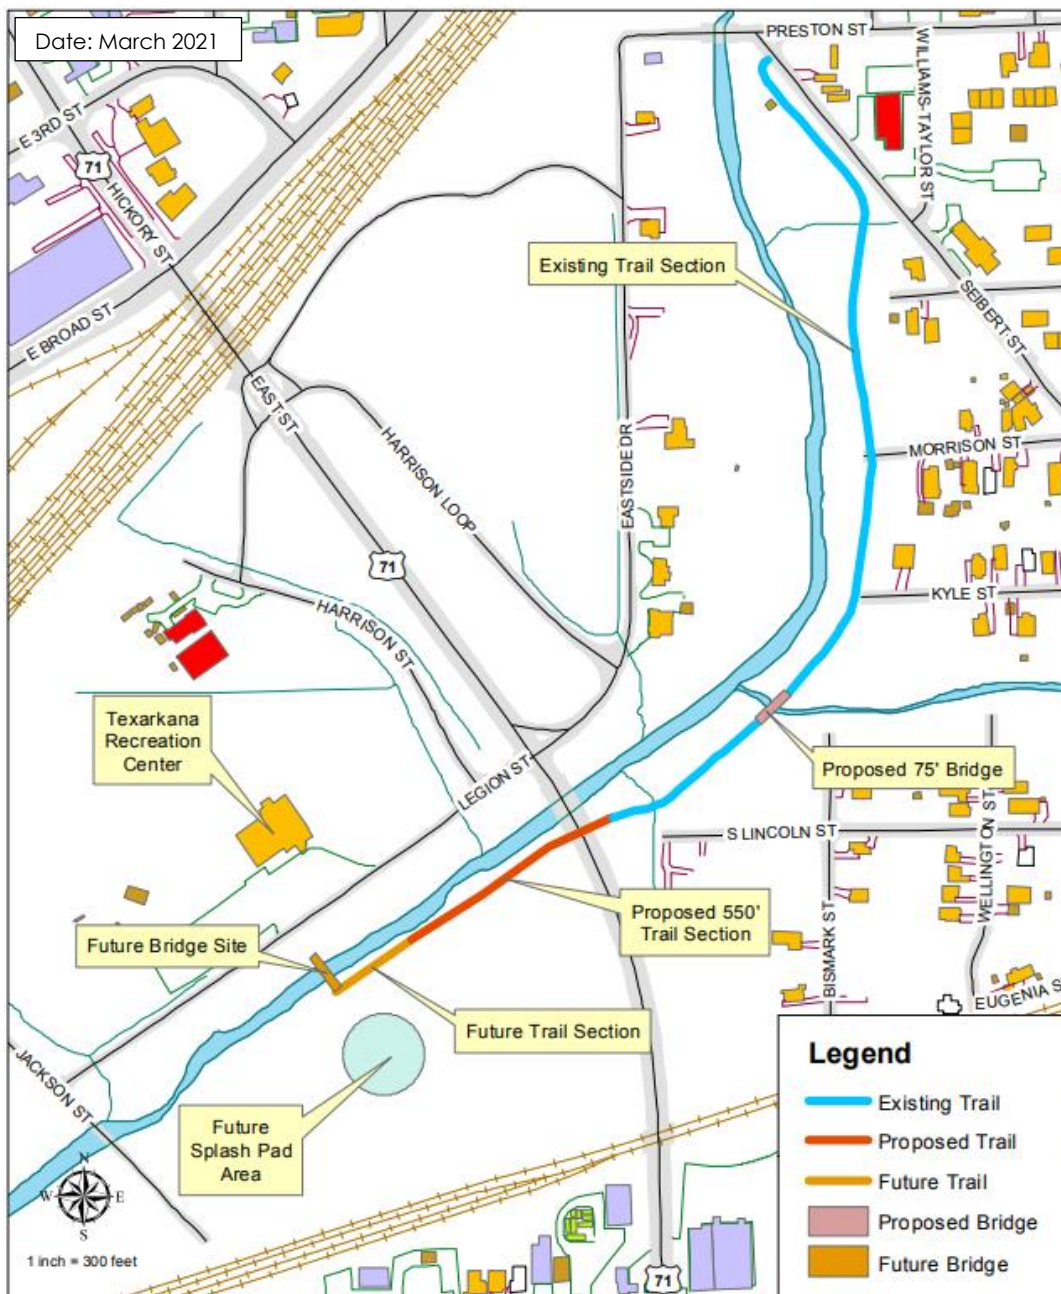 Date: March 2021
PRESTON ST
WILLIAMS-TAYLOR ST
E 3RD ST
71
HICKORY ST
Existing Trail Section
SEIBERT ST
E BROAD ST
EAST ST
HARRISON LOOP
EASTSIDE DR
MORRISON ST
71
KYLE ST
HARRISON ST
Texarkana
Recreation
Center
LEGION ST
Proposed 75' Bridge
S LINCOLN ST
WELLINGTON ST
Proposed 550'
Trail Section
BISMARK ST
Future Bridge Site
EUGENIA S
Future Trail Section
JACKSON ST
Future
Splash Pad
Area
N
W E
S
1 inch = 300 feet
71
Legend
Existing Trail
Proposed Trail
Future Trail
Proposed Bridge
Future Bridge